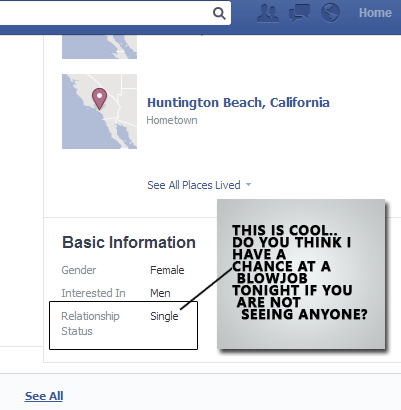 Home
Huntington Beach, California
Hometown
See All Places Lived
Basic Information
Gender Female
Interested In Men
Relationship Status Single
THIS IS COOL..
DO YOU THINK I
HAVE A
CHANCE AT A
BLOWJOB
TONIGHT IF YOU
ARE NOT
SEEING ANYONE?
See All